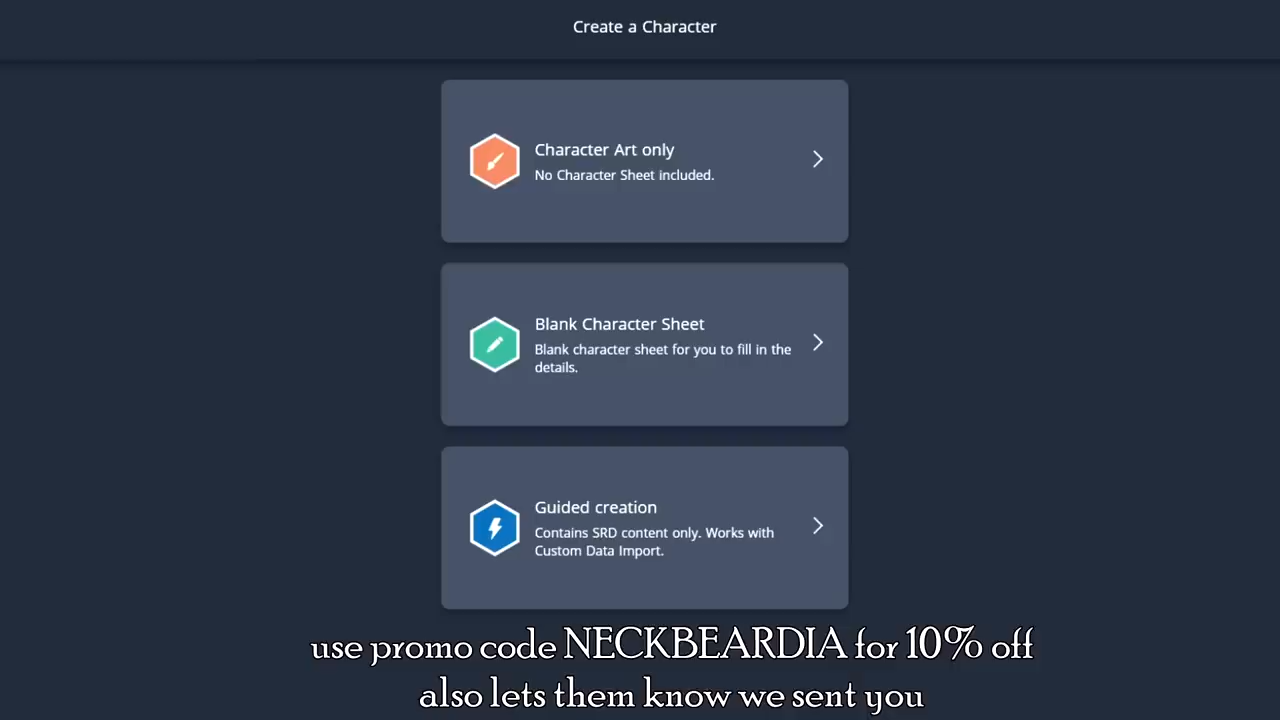 Create a Character
Character Art only
No Character Sheet included.
Blank Character Sheet
Blank character sheet for you to fill in the
details.
Guided creation
Contains SRD content only. Works with
Custom Data Import.
use promo code NECKBEARDIA for 10% off
also lets them know we sent you